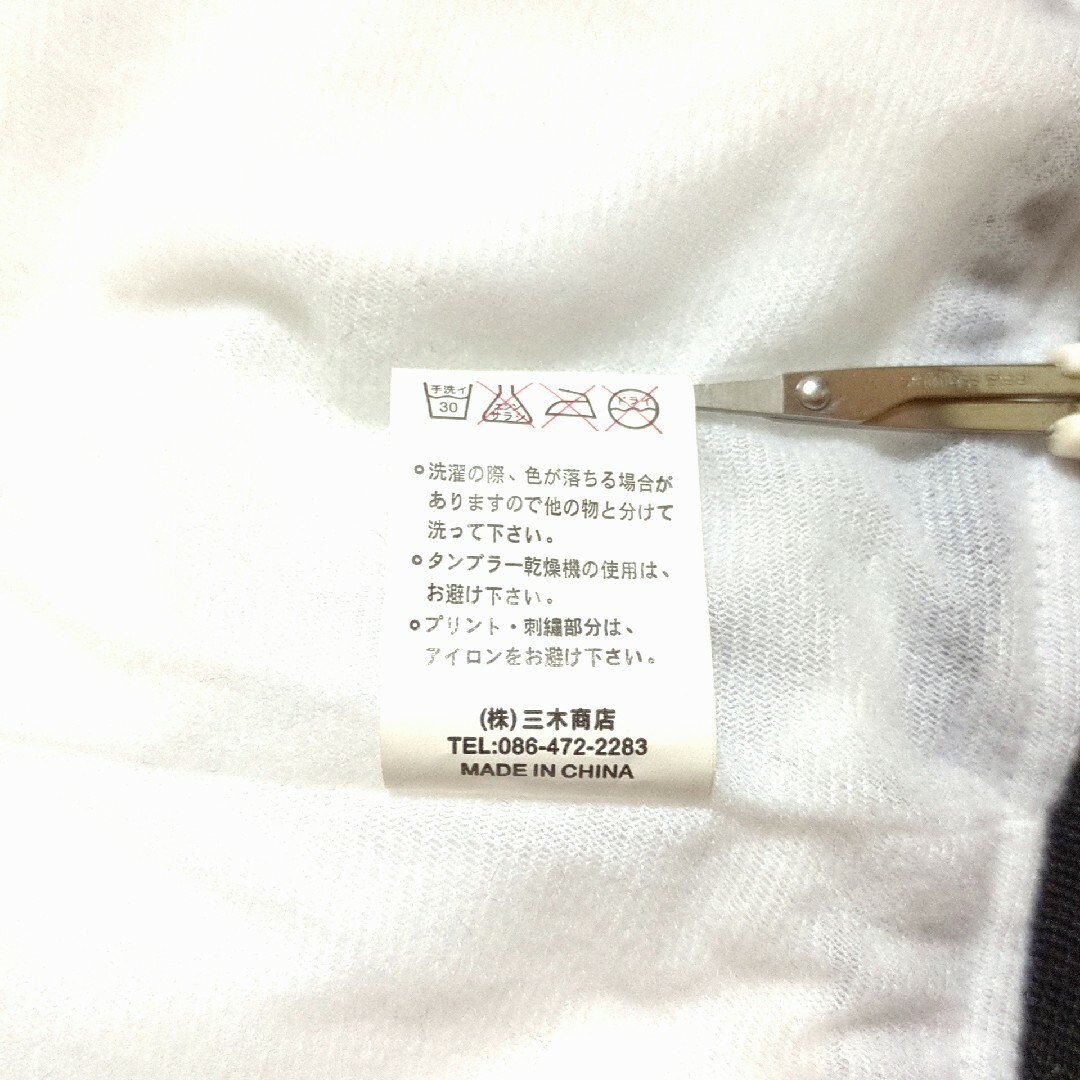 手洗イ
30
エンソ
サラシ
ドライ
洗濯の際、色が落ちる場合が
ありますので他の物と分けて
洗って下さい。
タンブラー乾燥機の使用は、
お避け下さい。
プリント・刺繡部分は、
アイロンをお避け下さい。
(株)三木商店
TEL:086-472-2283
MADE IN CHINA